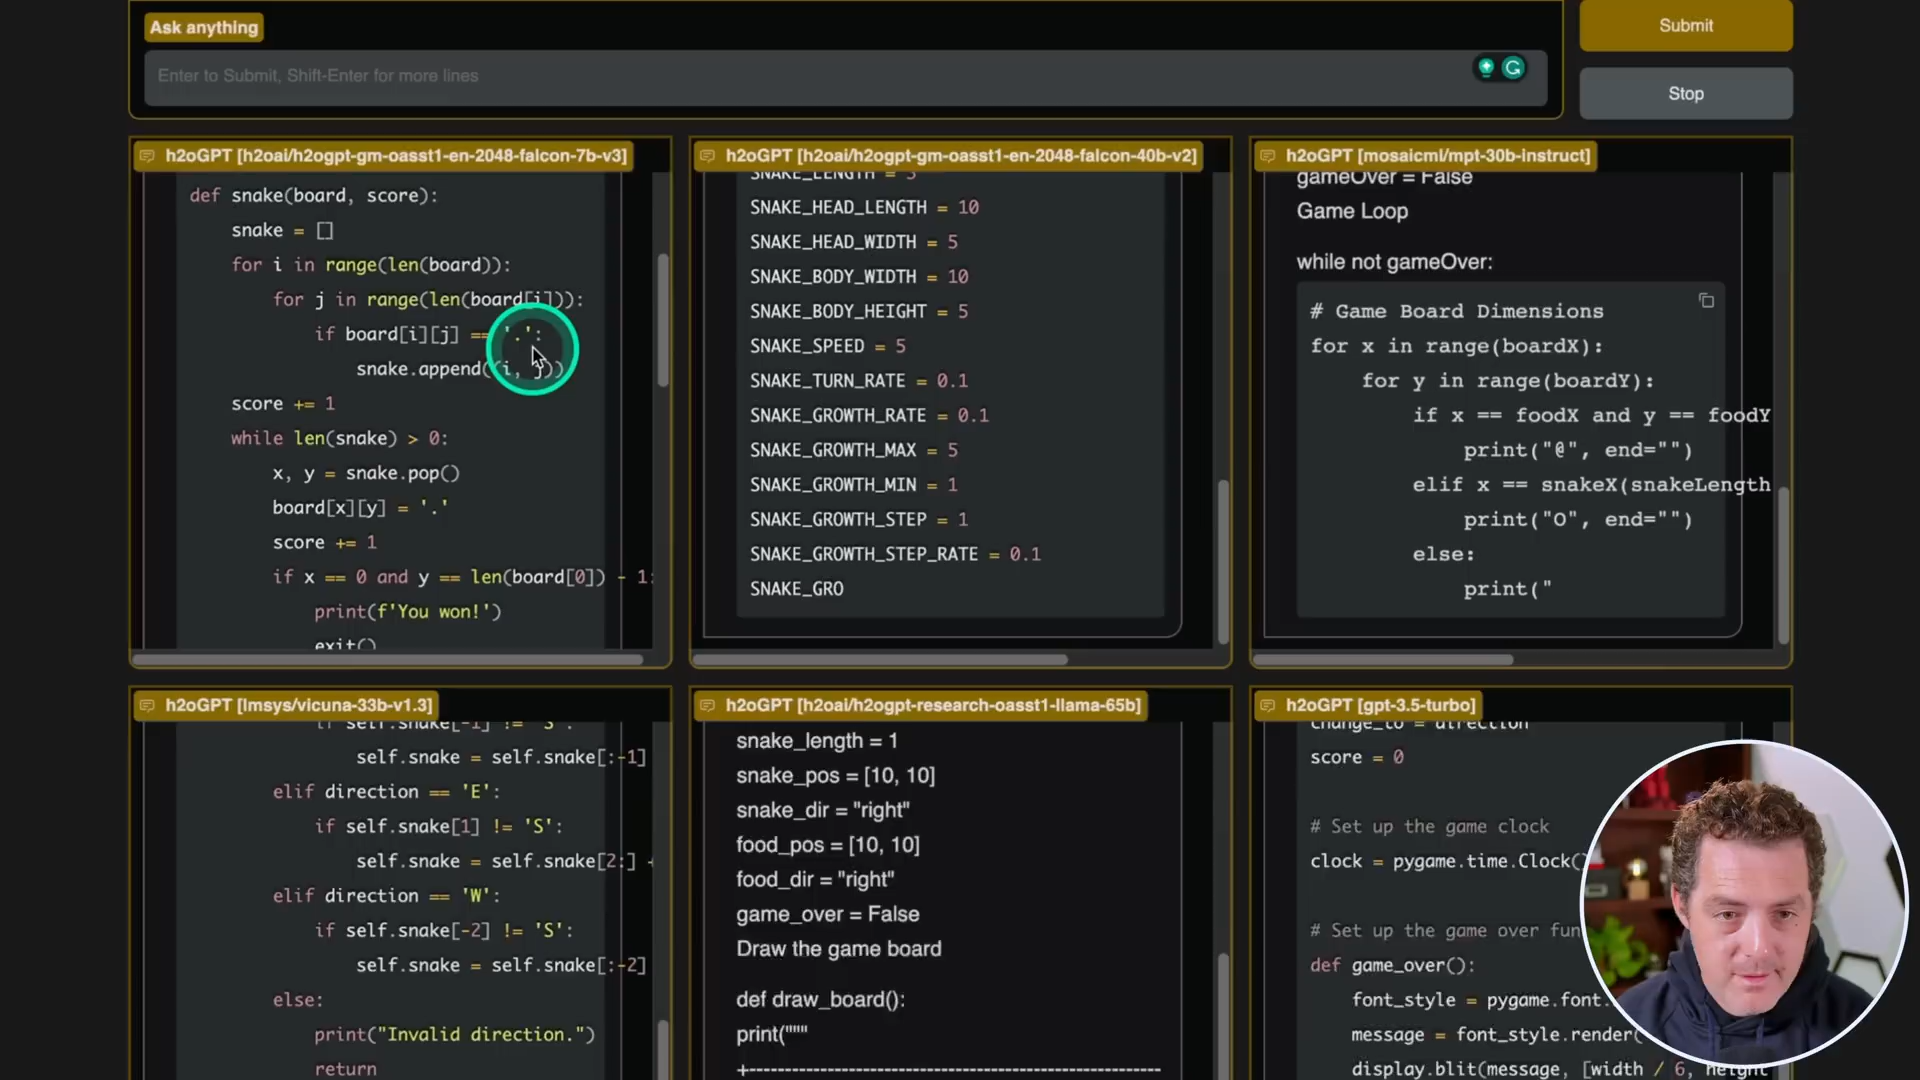 Ask anything
Enter to Submit, Shift-Enter for more lines
Submit
Stop
h2oGPT [h2oai/h2ogpt-gm-oasst1-en-2048-falcon-7b-v3]
def snake(board, score):
snake = []
for i in range(len(board)):
for j in range(len(board[i])):
if board[i][j] == '.':
snake.append((i, j))
score += 1
while len(snake) > 0:
x, y = snake.pop()
board[x][y] = '.'
score += 1
if x == 0 and y == len(board[0]) - 1:
print(f'You won!')
exit()
h2oGPT [h2oai/h2ogpt-gm-oasst1-en-2048-falcon-40b-v2]
SNAKE_LENGTH = 5
SNAKE_HEAD_LENGTH = 10
SNAKE_HEAD_WIDTH = 5
SNAKE_BODY_WIDTH = 10
SNAKE_BODY_HEIGHT = 5
SNAKE_SPEED = 5
SNAKE_TURN_RATE = 0.1
SNAKE_GROWTH_RATE = 0.1
SNAKE_GROWTH_MAX = 5
SNAKE_GROWTH_MIN = 1
SNAKE_GROWTH_STEP = 1
SNAKE_GROWTH_STEP_RATE = 0.1
SNAKE_GRO
h2oGPT [mosaicml/mpt-30b-instruct]
gameOver = False
Game Loop
while not gameOver:
# Game Board Dimensions
for x in range(boardX):
for y in range(boardY):
if x == foodX and y == foodY
print("@", end="")
elif x == snakeX(snakeLength
print("O", end="")
else:
print("
h2oGPT [lmsys/vicuna-33b-v1.3]
if self.snake[-1] != 'S':
self.snake = self.snake[:-1]
elif direction == 'E':
if self.snake[1] != 'S':
self.snake = self.snake[2:] +
elif direction == 'W':
if self.snake[-2] != 'S':
self.snake = self.snake[:-2]
else:
print("Invalid direction.")
return
h2oGPT [h2oai/h2ogpt-research-oasst1-llama-65b]
snake_length = 1
snake_pos = [10, 10]
snake_dir = "right"
food_pos = [10, 10]
food_dir = "right"
game_over = False
Draw the game board
def draw_board():
print("""
+------------------------------------------------------------
h2oGPT [gpt-3.5-turbo]
change_to = direction
score = 0
# Set up the game clock
clock = pygame.time.Clock()
# Set up the game over fun
def game_over():
font_style = pygame.font.
message = font_style.render(
display.blit(message, [width / 6, height